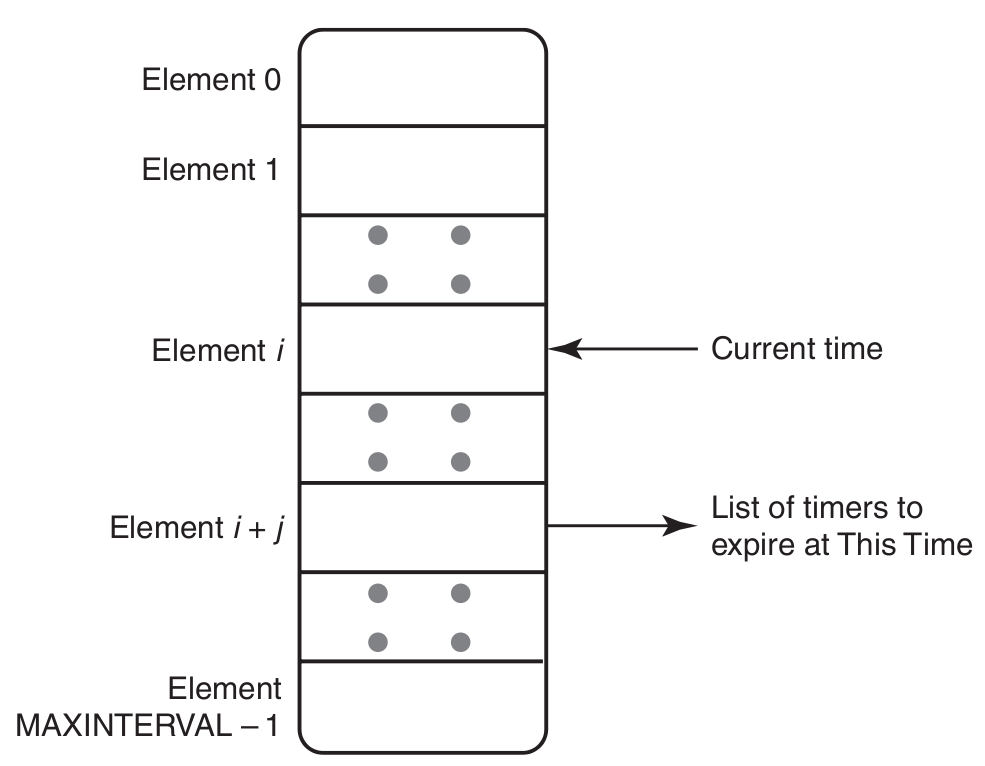 Element 0
Element 1
Element i
Current time
Element i + j
List of timers to
expire at This Time
Element
MAXINTERVAL – 1